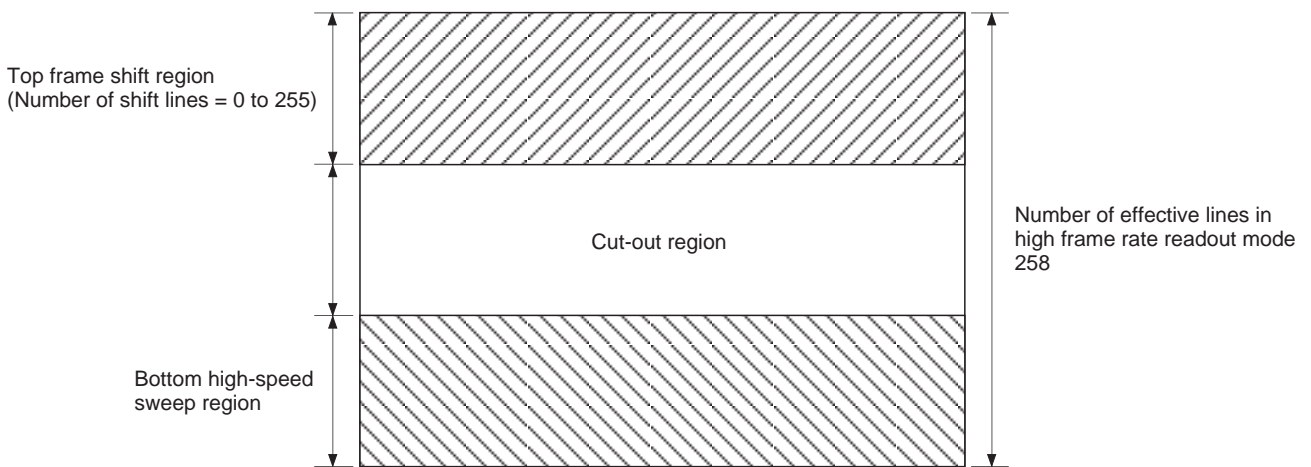 Top frame shift region
(Number of shift lines = 0 to 255)
Cut-out region
Number of effective lines in
high frame rate readout mode
258
Bottom high-speed
sweep region